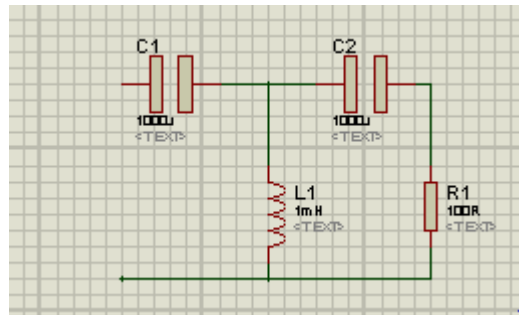 C1
1000u
<TEXT>
C2
1000u
<TEXT>
L1
1mH
<TEXT>
R1
100R
<TEXT>